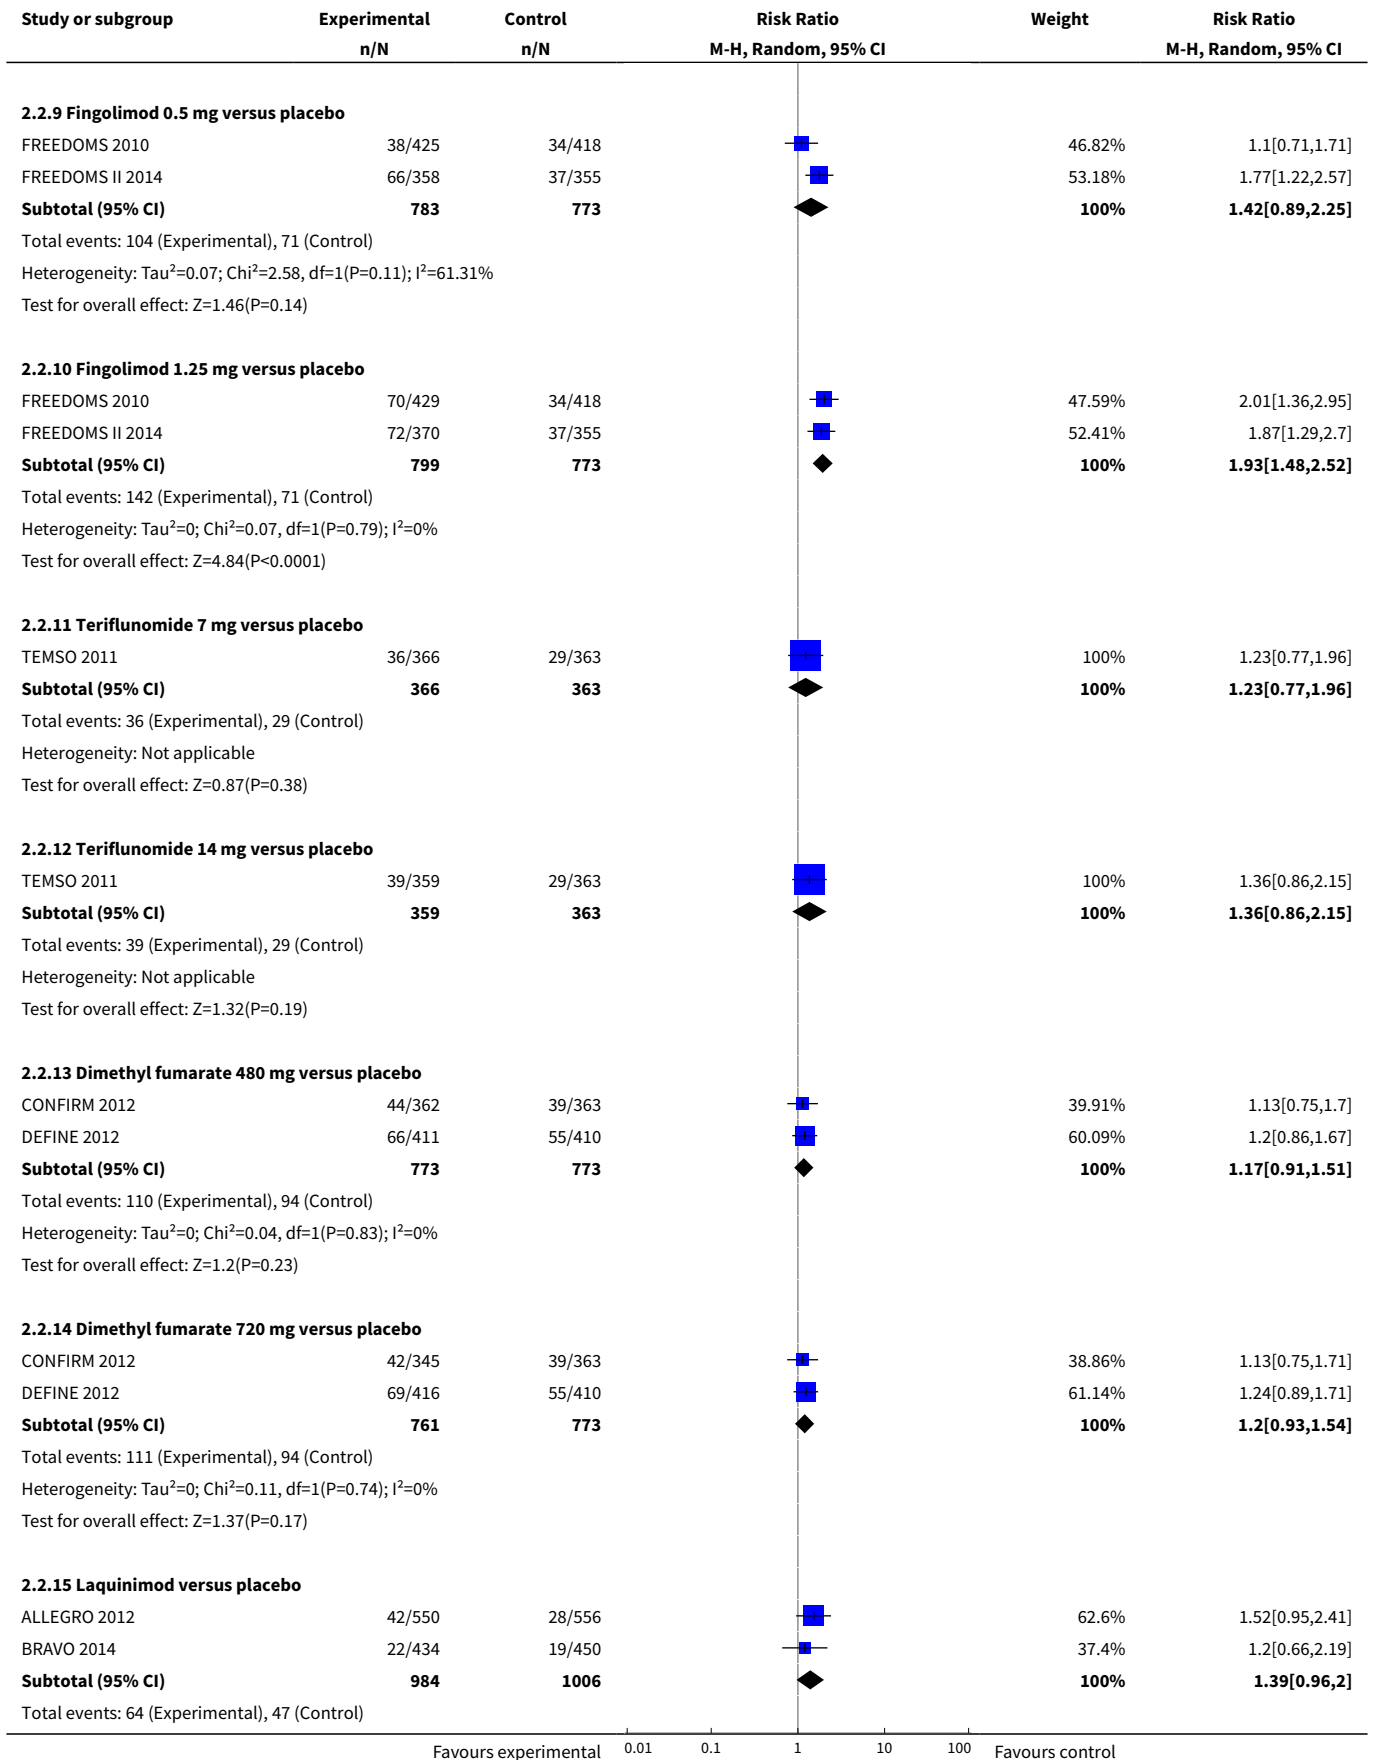 Study or subgroup Experimental Control Risk Ratio Weight Risk Ratio
n/N n/N M-H, Random, 95% CI M-H, Random, 95% CI
2.2.9 Fingolimod 0.5 mg versus placebo
FREEDOMS 2010 38/425 34/418 46.82% 1.1[0.71,1.71]
FREEDOMS II 2014 66/358 37/355 53.18% 1.77[1.22,2.57]
Subtotal (95% CI) 783 773 100% 1.42[0.89,2.25]
Total events: 104 (Experimental), 71 (Control)
Heterogeneity: Tau²=0.07; Chi²=2.58, df=1(P=0.11); I²=61.31%
Test for overall effect: Z=1.46(P=0.14)
2.2.10 Fingolimod 1.25 mg versus placebo
FREEDOMS 2010 70/429 34/418 47.59% 2.01[1.36,2.95]
FREEDOMS II 2014 72/370 37/355 52.41% 1.87[1.29,2.7]
Subtotal (95% CI) 799 773 100% 1.93[1.48,2.52]
Total events: 142 (Experimental), 71 (Control)
Heterogeneity: Tau²=0; Chi²=0.07, df=1(P=0.79); I²=0%
Test for overall effect: Z=4.84(P<0.0001)
2.2.11 Teriflunomide 7 mg versus placebo
TEMSO 2011 36/366 29/363 100% 1.23[0.77,1.96]
Subtotal (95% CI) 366 363 100% 1.23[0.77,1.96]
Total events: 36 (Experimental), 29 (Control)
Heterogeneity: Not applicable
Test for overall effect: Z=0.87(P=0.38)
2.2.12 Teriflunomide 14 mg versus placebo
TEMSO 2011 39/359 29/363 100% 1.36[0.86,2.15]
Subtotal (95% CI) 359 363 100% 1.36[0.86,2.15]
Total events: 39 (Experimental), 29 (Control)
Heterogeneity: Not applicable
Test for overall effect: Z=1.32(P=0.19)
2.2.13 Dimethyl fumarate 480 mg versus placebo
CONFIRM 2012 44/362 39/363 39.91% 1.13[0.75,1.7]
DEFINE 2012 66/411 55/410 60.09% 1.2[0.86,1.67]
Subtotal (95% CI) 773 773 100% 1.17[0.91,1.51]
Total events: 110 (Experimental), 94 (Control)
Heterogeneity: Tau²=0; Chi²=0.04, df=1(P=0.83); I²=0%
Test for overall effect: Z=1.2(P=0.23)
2.2.14 Dimethyl fumarate 720 mg versus placebo
CONFIRM 2012 42/345 39/363 38.86% 1.13[0.75,1.71]
DEFINE 2012 69/416 55/410 61.14% 1.24[0.89,1.71]
Subtotal (95% CI) 761 773 100% 1.2[0.93,1.54]
Total events: 111 (Experimental), 94 (Control)
Heterogeneity: Tau²=0; Chi²=0.11, df=1(P=0.74); I²=0%
Test for overall effect: Z=1.37(P=0.17)
2.2.15 Laquinimod versus placebo
ALLEGRO 2012 42/550 28/556 62.6% 1.52[0.95,2.41]
BRAVO 2014 22/434 19/450 37.4% 1.2[0.66,2.19]
Subtotal (95% CI) 984 1006 100% 1.39[0.96,2]
Total events: 64 (Experimental), 47 (Control)
Favours experimental 0.01 0.1 1 10 100 Favours control